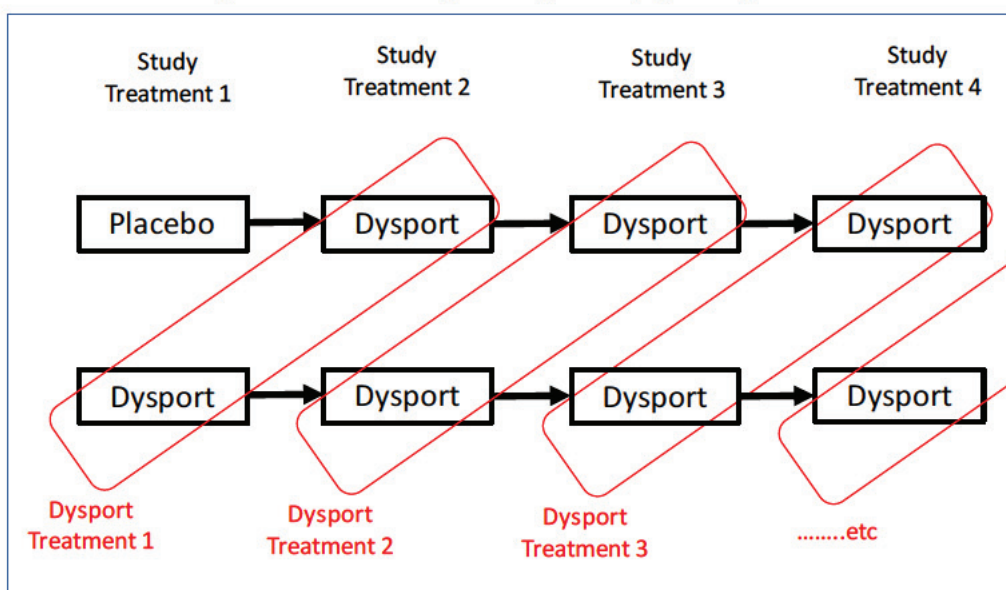 Study
Treatment 1
Study
Treatment 2
Study
Treatment 3
Study
Treatment 4
Placebo
Dysport
Dysport
Dysport
Dysport
Dysport
Dysport
Dysport
Dysport
Treatment 1
Dysport
Treatment 2
Dysport
Treatment 3
........etc